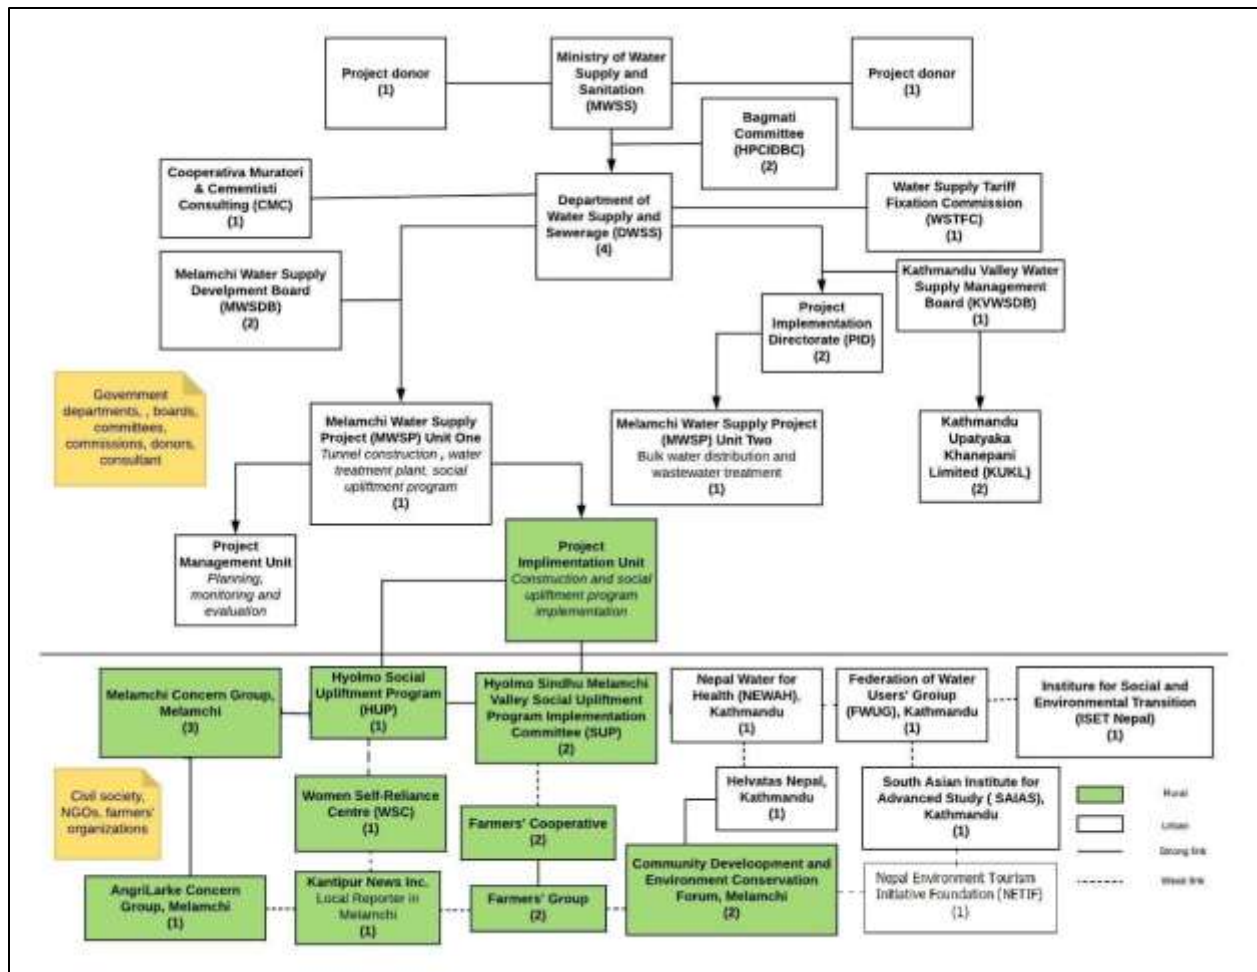 Project donor
(1)
Ministry of Water
Supply and
Sanitation
(MWSS)
Project donor
(1)
Bagmati
Committee
(HPCIDBC)
(2)
Cooperativa Muratori
& Cementisti
Consulting (CMC)
(1)
Department of
Water Supply and
Sewerage (DWSS)
(4)
Water Supply Tariff
Fixation Commission
(WSTFC)
(1)
Melamchi Water Supply
Develpment Board
(MWSDB)
(2)
Kathmandu Valley Water
Supply Management
Board (KVWSDB)
(1)
Project
Implementation
Directorate (PID)
(2)
Government
departments, , boards,
committees,
commissions, donors,
consultant
Melamchi Water Supply
Project (MWSP) Unit One
Tunnel construction , water
treatment plant, social
upliftment program)
(1)
Melamchi Water Supply Project
(MWSP) Unit Two
Bulk water distribution and
wastewater treatment
(1)
Kathmandu
Upatyaka
Khanepani
Limited (KUKL)
(2)
Project
Management Unit
Planning,
monitoring and
evaluation
Project
Implimentation Unit
Construction and social
upliftment program
implementation
Melamchi Concern Group,
Melamchi
(3)
Hyolmo Social
Upliftment Program
(HUP)
(1)
Hyolmo Sindhu Melamchi
Valley Social Upliftment
Program Implementation
Committee (SUP)
(2)
Nepal Water for
Health (NEWAH),
Kathmandu
(1)
Federation of Water
Users' Groiup
(FWUG), Kathmandu
(1)
Institure for Social and
Environmental Transition
(ISET Nepal)
(1)
Civil society,
NGOs, farmers'
organizations
Women Self-Reliance
Centre (WSC)
(1)
Farmers' Cooperative
(2)
Helvatas Nepal,
Kathmandu
(1)
South Asian Institute for
Advanced Study ( SAIAS),
Kathmandu
(1)
Rural
Urban
Strong link
Weak link
AngriLarke Concern
Group, Melamchi
(1)
Kantipur News Inc.
Local Reporter in
Melamchi
(1)
Farmers' Group
(2)
Community Develoopment and
Environment Conservation
Forum, Melamchi
(2)
Nepal Environment Tourism
Initiative Foundation (NETIF)
(1)